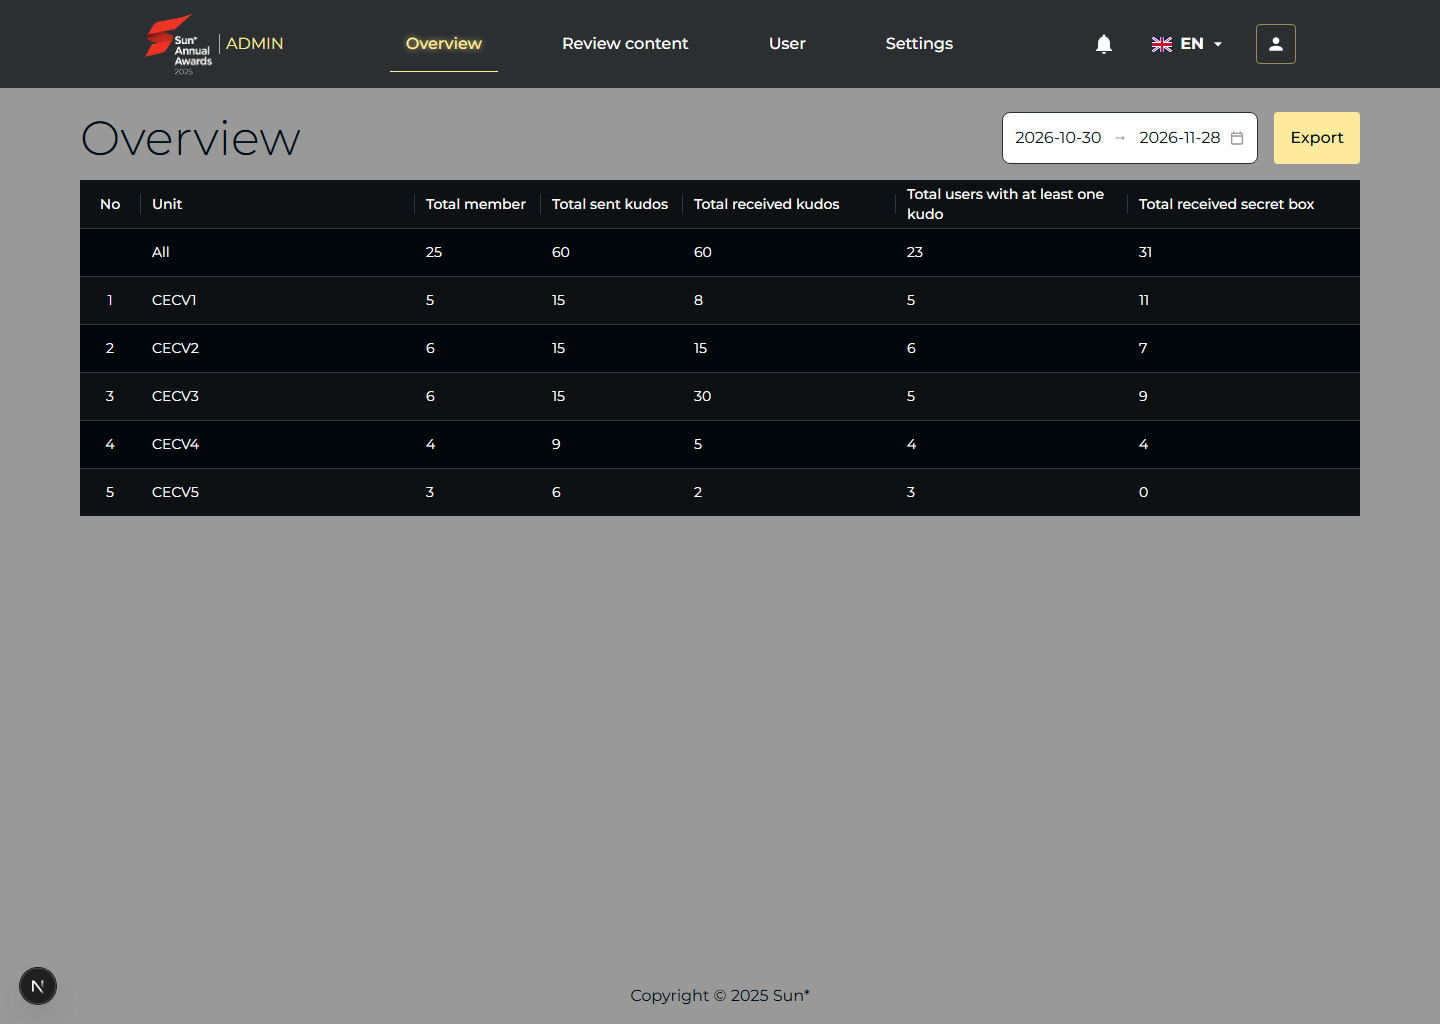 Sun*
Annual
Awards
2025
ADMIN
Overview
Review content
User
Settings
EN
Overview
2026-10-30 → 2026-11-28
Export
No Unit Total member Total sent kudos Total received kudos Total users with at least one kudo Total received secret box
All 25 60 60 23 31
1 CECV1 5 15 8 5 11
2 CECV2 6 15 15 6 7
3 CECV3 6 15 30 5 9
4 CECV4 4 9 5 4 4
5 CECV5 3 6 2 3 0
N
Copyright © 2025 Sun*